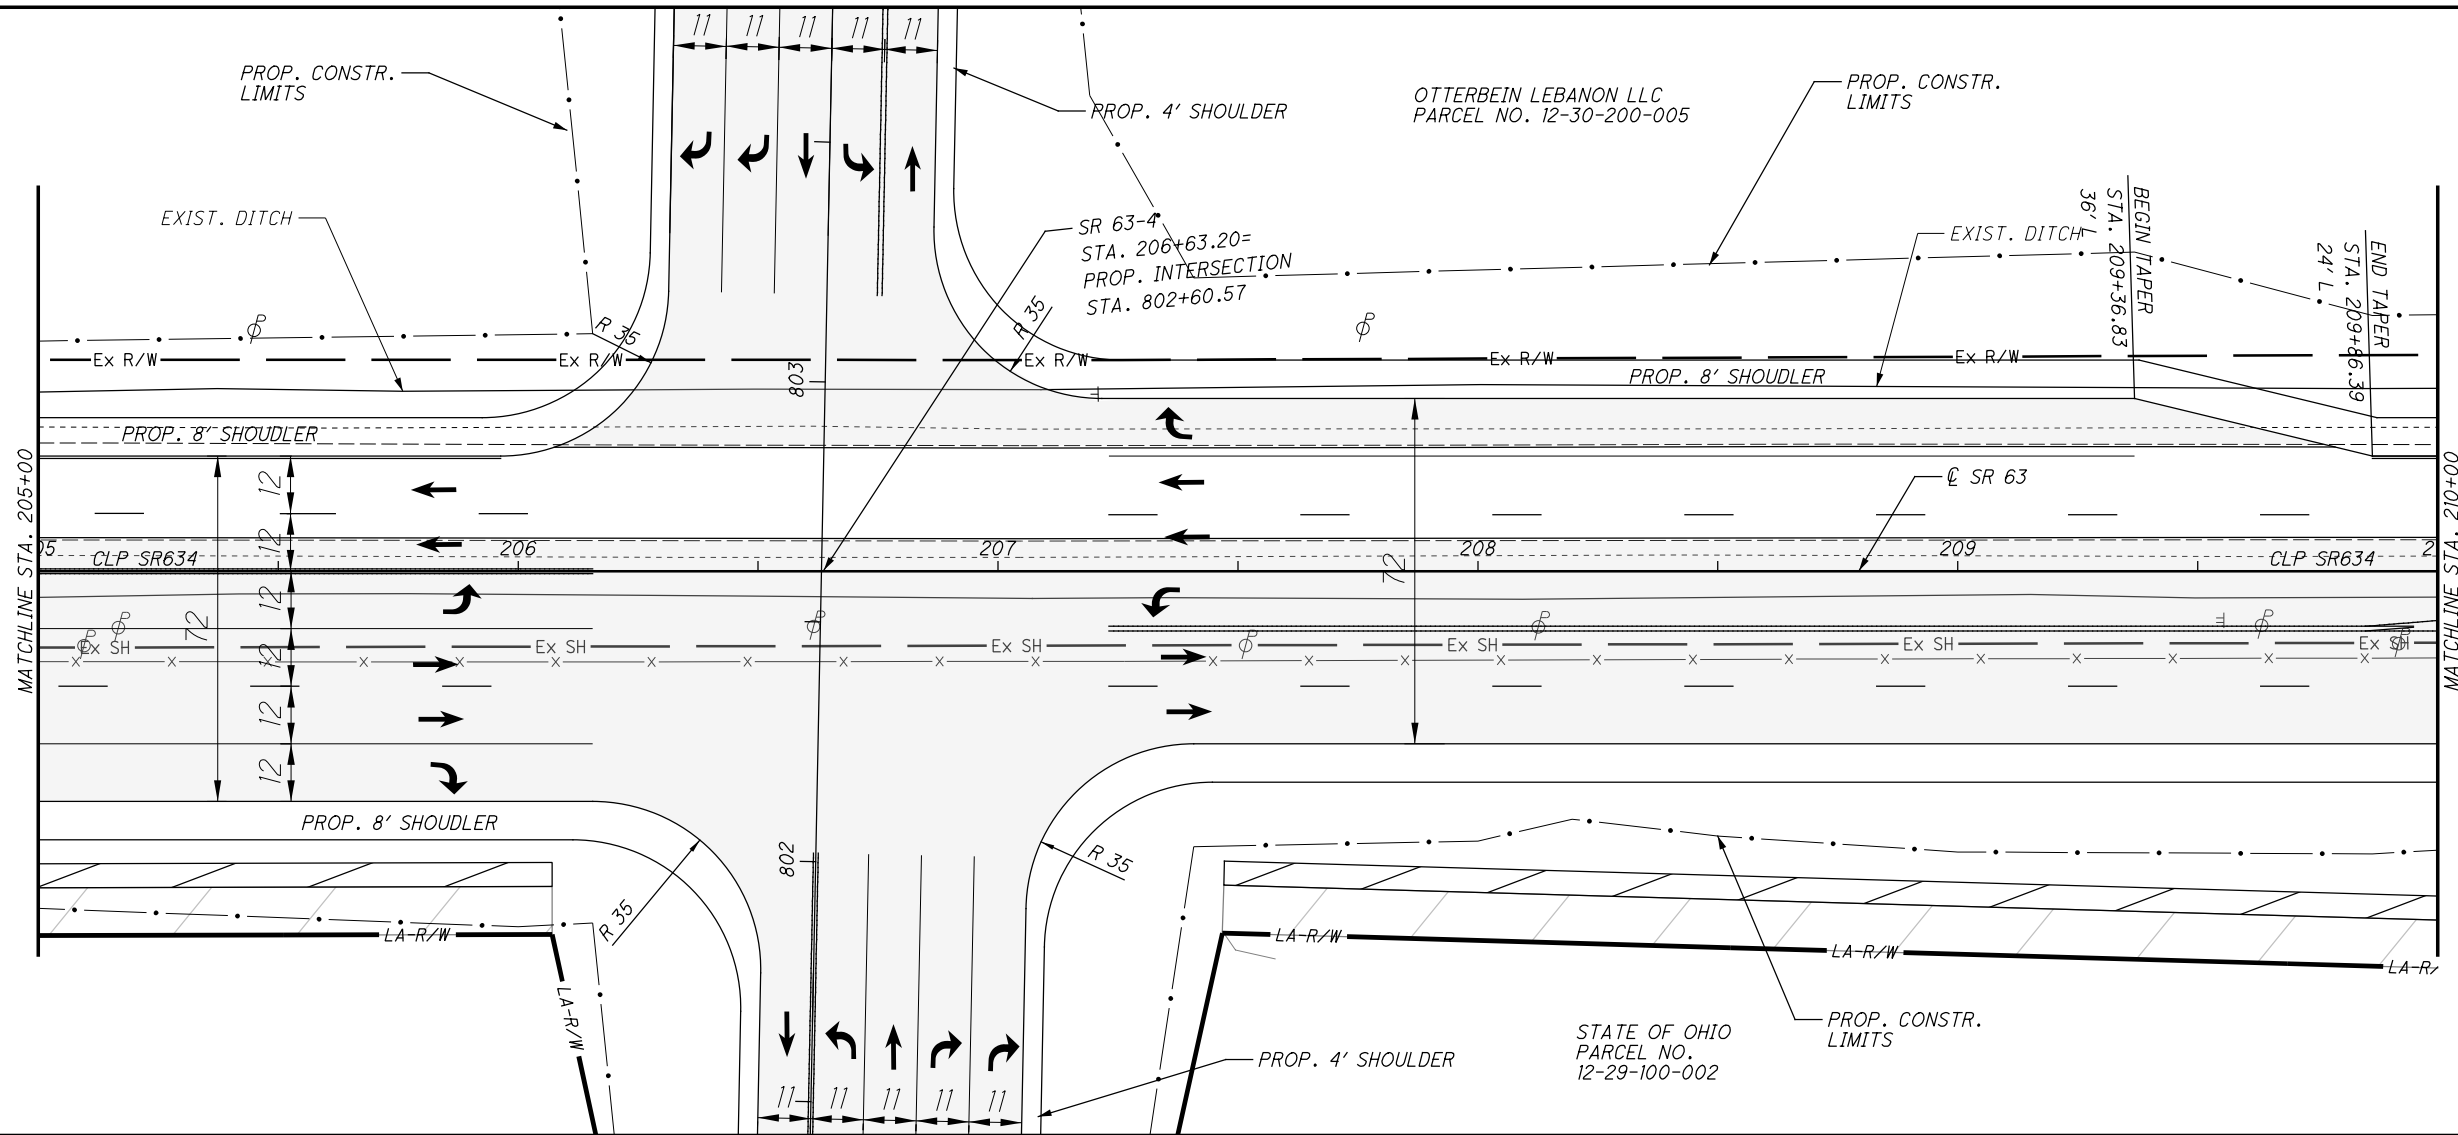 11 11 11 11 11
PROP. CONSTR.
LIMITS
PROP. 4' SHOULDER
OTTERBEIN LEBANON LLC
PARCEL NO. 12-30-200-005
PROP. CONSTR.
LIMITS
EXIST. DITCH
SR 63-4
STA. 206+63.20=
PROP. INTERSECTION
STA. 802+60.57
EXIST. DITCH
BEGIN TAPER
STA. 209+36.83
36' L
END TAPER
STA. 209+86.39
24' L
R 35
R 35
Ex R/W
Ex R/W
Ex R/W
Ex R/W
Ex R/W
803
PROP. 8' SHOUDLER
PROP. 8' SHOUDLER
MATCHLINE STA. 205+00
MATCHLINE STA. 210+00
12
12
12
12
12
12
72
72
℄ SR 63
05
206
207
208
209
2
CLP SR634
CLP SR634
Ex SH
Ex SH
Ex SH
Ex SH
Ex SH
Ex SH
PROP. 8' SHOUDLER
802
R 35
R 35
LA-R/W
LA-R/W
LA-R/W
LA-R/W
LA-R/
STATE OF OHIO
PARCEL NO.
12-29-100-002
PROP. CONSTR.
LIMITS
PROP. 4' SHOULDER
11 11 11 11 11